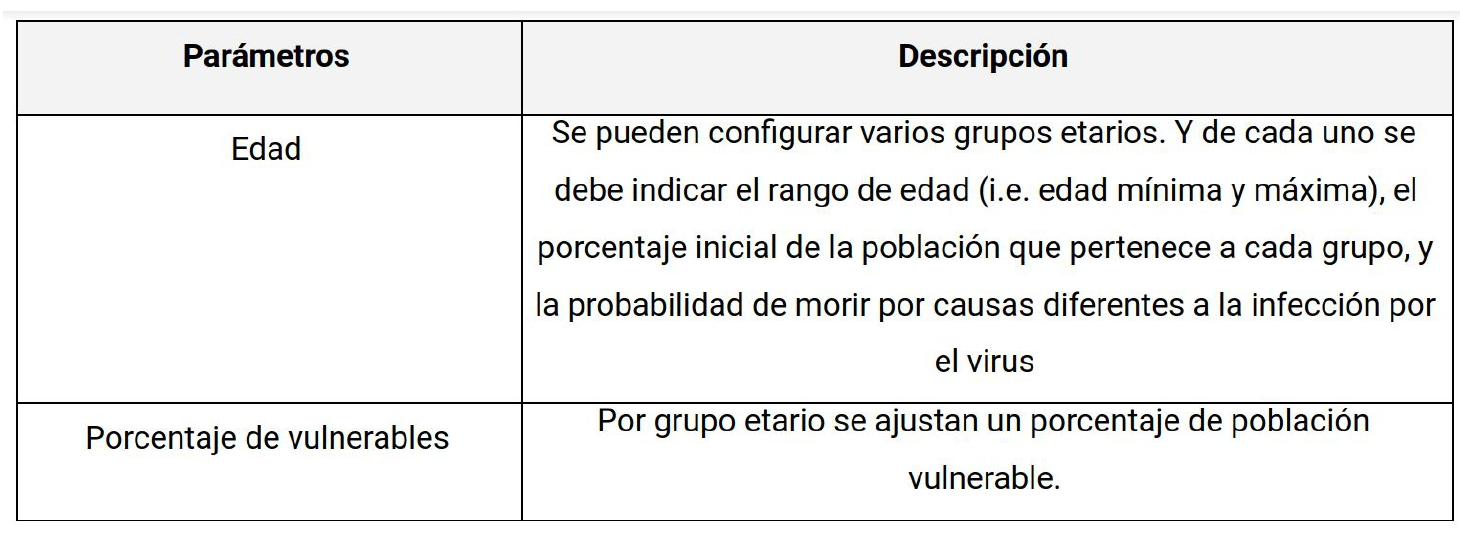 Parámetros
Descripción
Edad
Se pueden configurar varios grupos etarios. Y de cada uno se
debe indicar el rango de edad (i.e. edad mínima y máxima), el
porcentaje inicial de la población que pertenece a cada grupo, y
la probabilidad de morir por causas diferentes a la infección por
el virus
Porcentaje de vulnerables
Por grupo etario se ajustan un porcentaje de población
vulnerable.